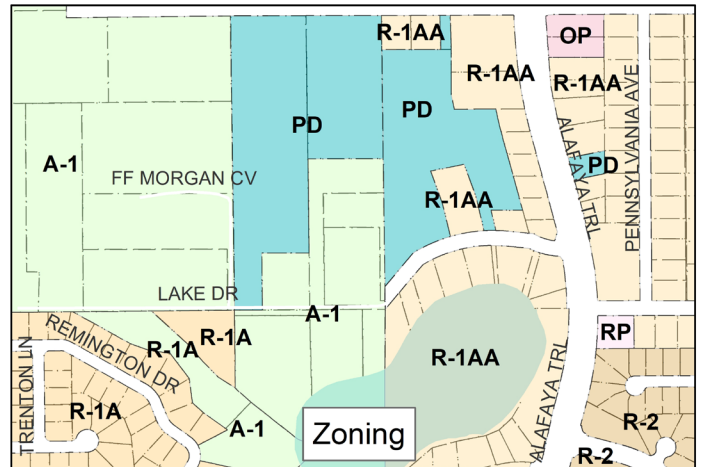 R-1AA
OP
R-1AA
R-1AA
PD
PD
A-1
FF MORGAN CV
PD
R-1AA
ALAFAYA TRL
PENNSYLVANIA AVE
LAKE DR
A-1
REMINGTON DR
R-1A
R-1A
RP
TRENTON LN
R-1AA
ALAFAYA TRL
R-1A
A-1
Zoning
R-2
R-2